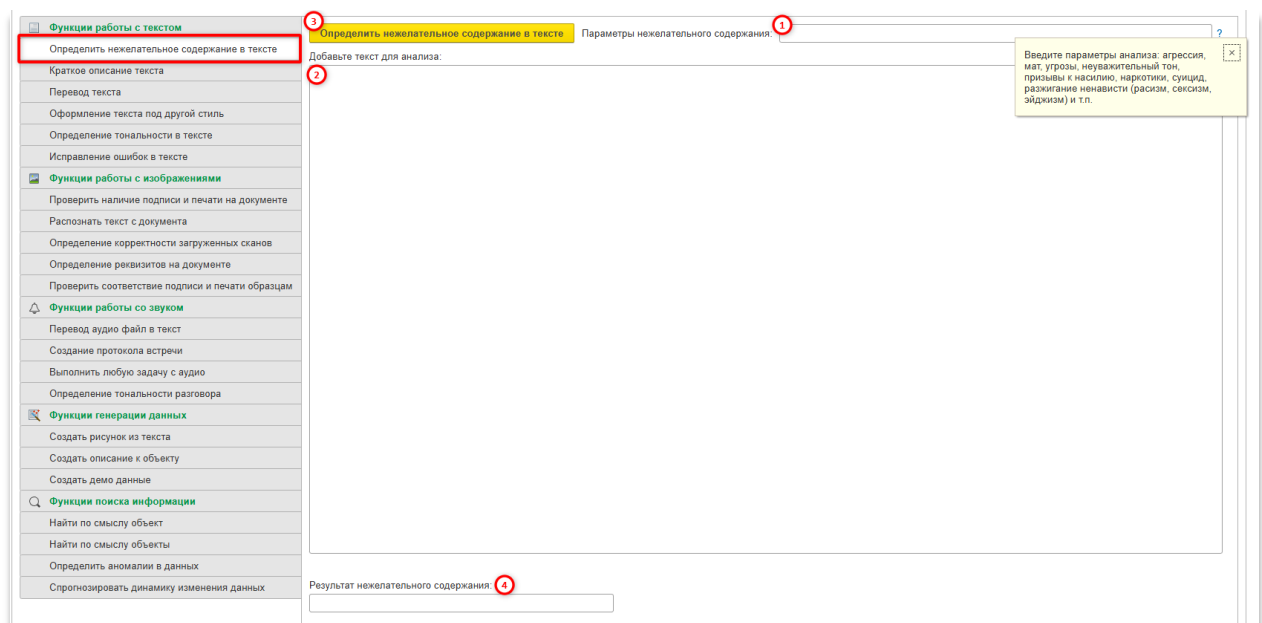 Функции работы с текстом
Определить нежелательное содержание в тексте
Краткое описание текста
Перевод текста
Оформление текста под другой стиль
Определение тональности в тексте
Исправление ошибок в тексте
Функции работы с изображениями
Проверить наличие подписи и печати на документе
Распознать текст с документа
Определение корректности загруженных сканов
Определение реквизитов на документе
Проверить соответствие подписи и печати образцам
Функции работы со звуком
Перевод аудио файл в текст
Создание протокола встречи
Выполнить любую задачу с аудио
Определение тональности разговора
Функции генерации данных
Создать рисунок из текста
Создать описание к объекту
Создать демо данные
Функции поиска информации
Найти по смыслу объект
Найти по смыслу объекты
Определить аномалии в данных
Спрогнозировать динамику изменения данных
3
Определить нежелательное содержание в тексте
Параметры нежелательного содержания:
1
?
Добавьте текст для анализа:
2
Введите параметры анализа: агрессия,
мат, угрозы, неуважительный тон,
призывы к насилию, наркотики, суицид,
разжигание ненависти (расизм, сексизм,
эйджизм) и т.п.
×
Результат нежелательного содержания:
4